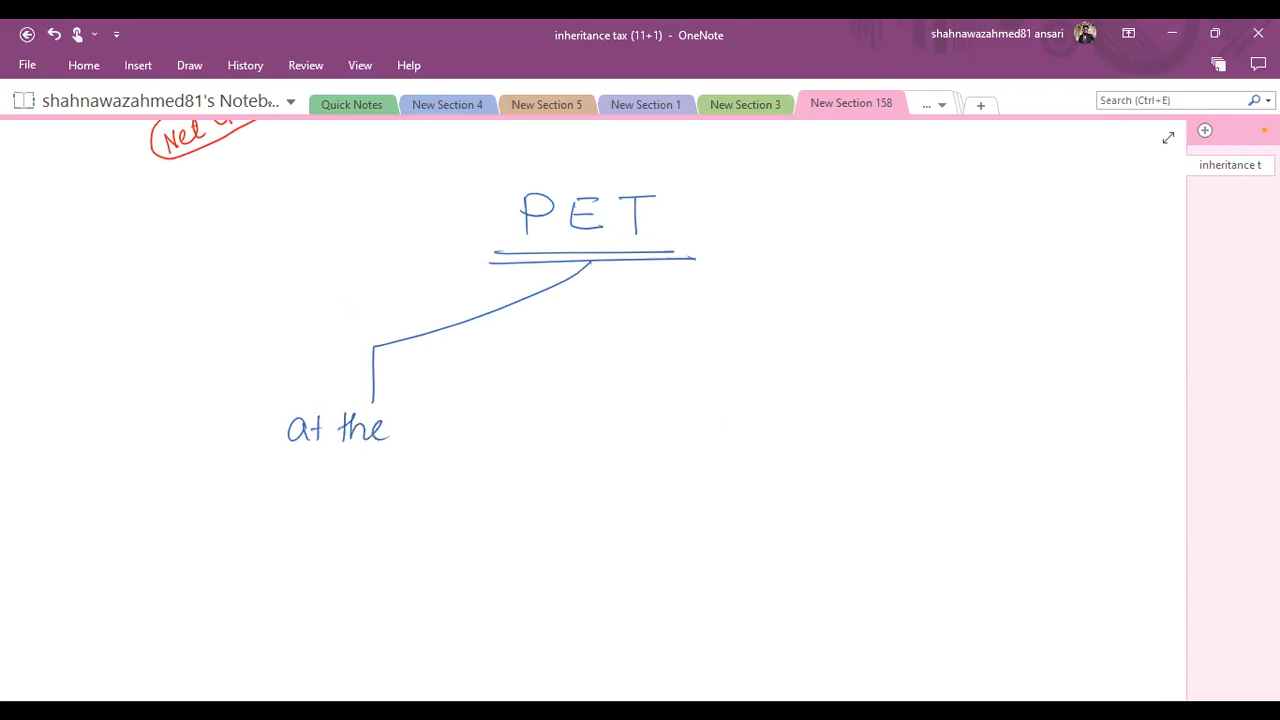 inheritance tax (11+1) - OneNote
shahnawazahmed81 ansari
File Home Insert Draw History Review View Help
shahnawazahmed81's Noteb...
Quick Notes New Section 4 New Section 5 New Section 1 New Section 3 New Section 158 ...
Search (Ctrl+E)
inheritance t
Net
PET
at the